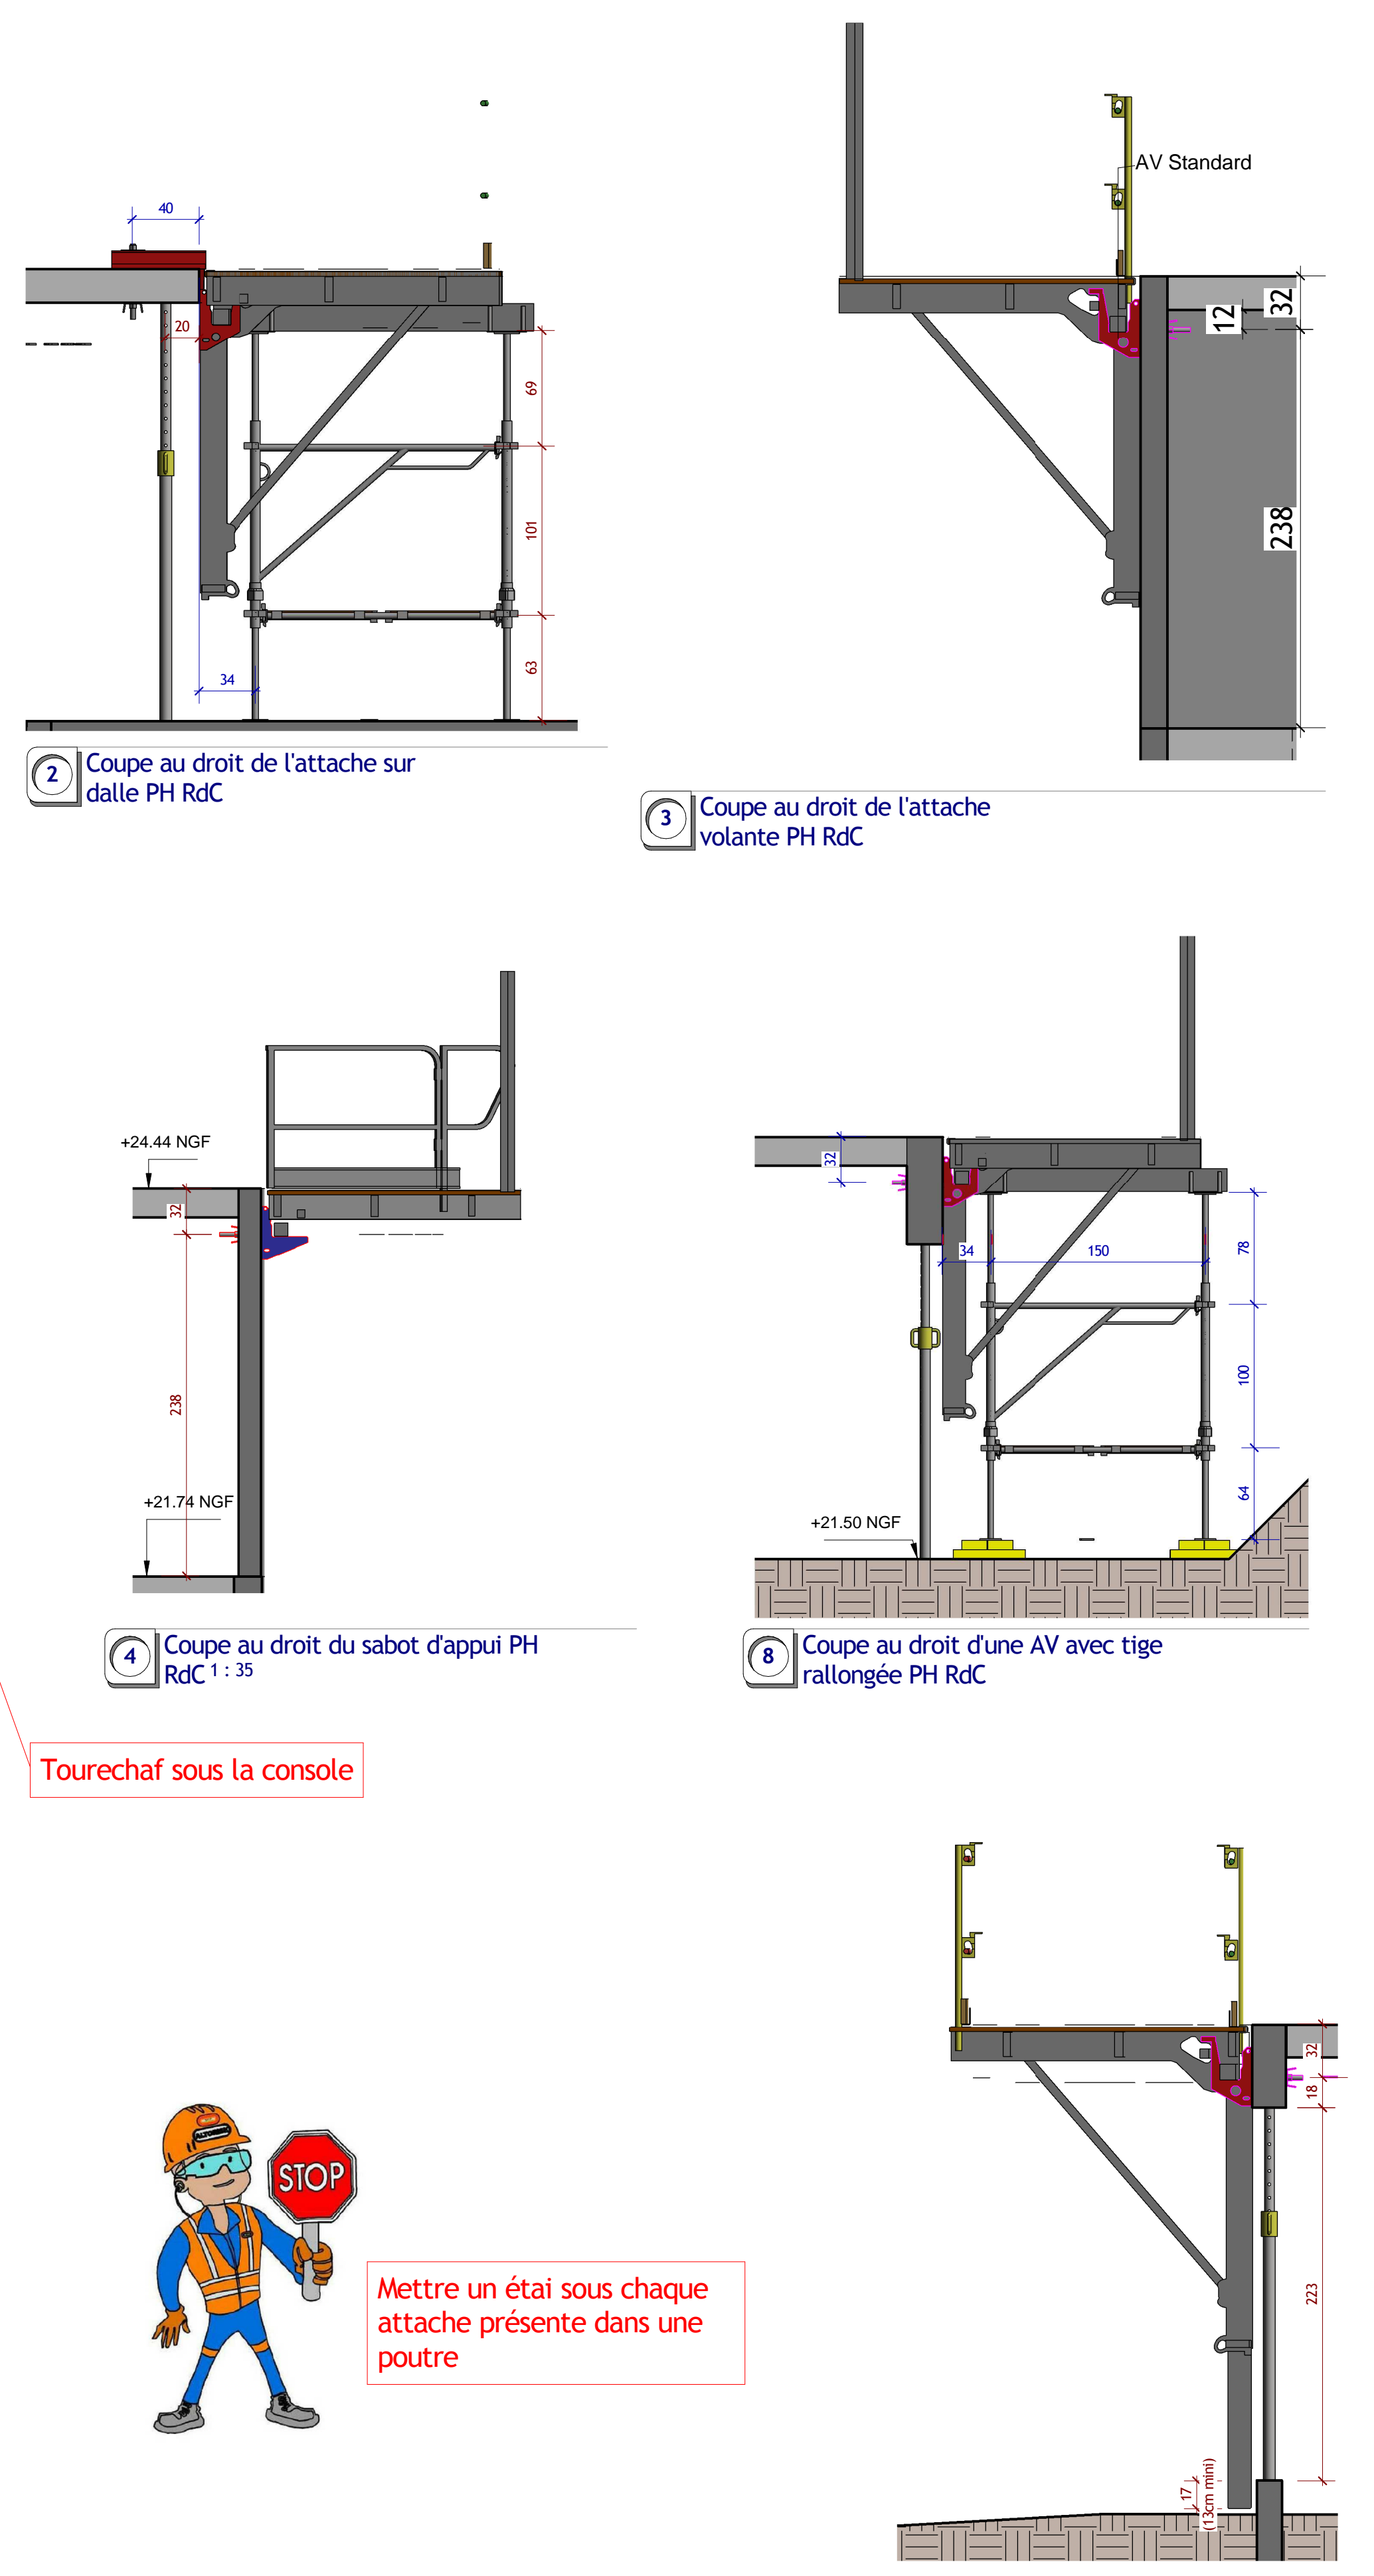 40
20
69
101
63
34
2
Coupe au droit de l'attache sur
dalle PH RdC
AV Standard
32
12
238
3
Coupe au droit de l'attache
volante PH RdC
+24.44 NGF
32
238
+21.74 NGF
4
Coupe au droit du sabot d'appui PH
RdC 1 : 35
32
34
150
78
100
64
+21.50 NGF
8
Coupe au droit d'une AV avec tige
rallongée PH RdC
Tourechaf sous la console
STOP
Mettre un étai sous chaque
attache présente dans une
poutre
32
18
223
17
(13cm mini)